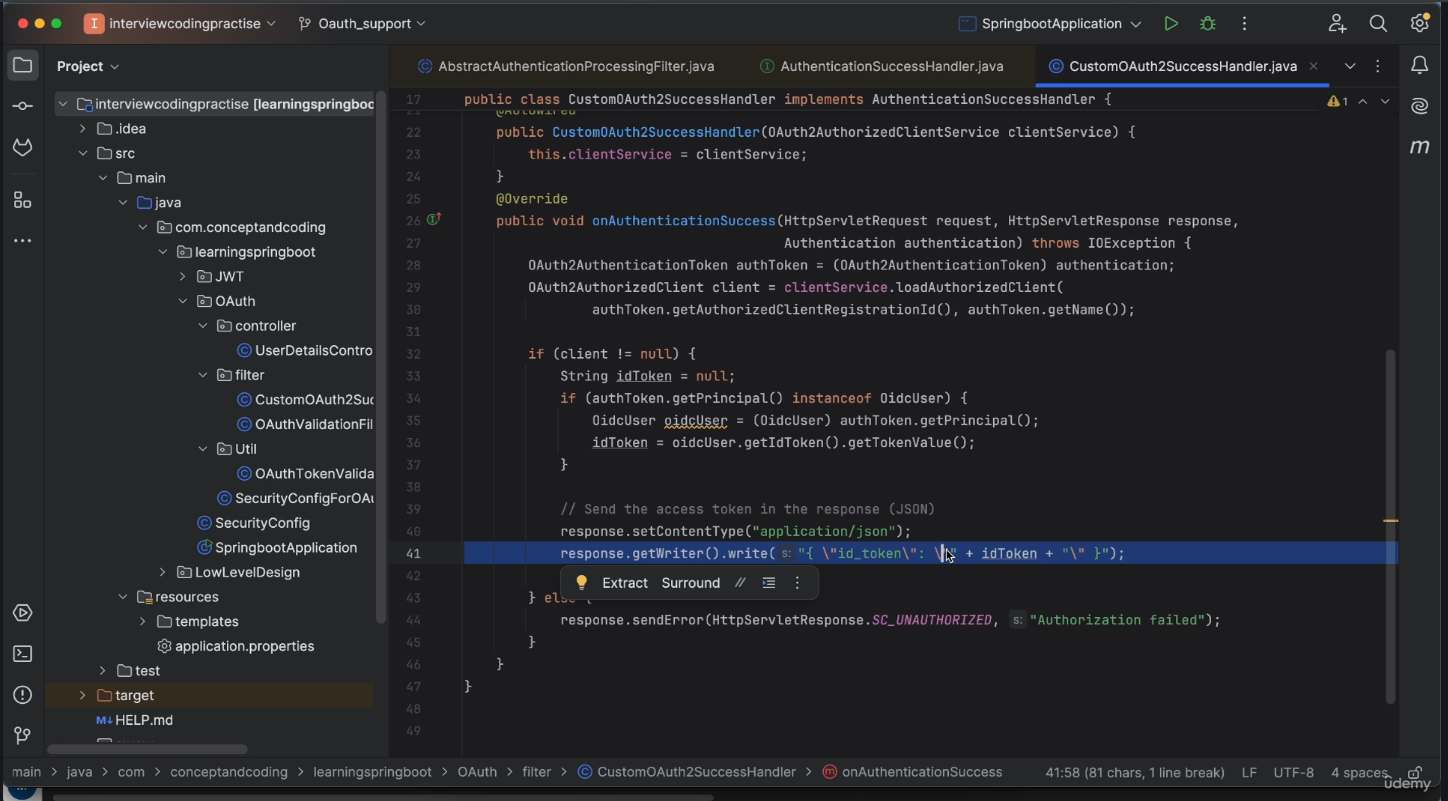 I interviewcodingpractise Oauth_support SpringbootApplication
Project
AbstractAuthenticationProcessingFilter.java AuthenticationSuccessHandler.java CustomOAuth2SuccessHandler.java
interviewcodingpractise [learningspringboo
.idea
src
main
java
com.conceptandcoding
learningspringboot
JWT
OAuth
controller
UserDetailsContro
filter
CustomOAuth2Suc
OAuthValidationFil
Util
OAuthTokenValida
SecurityConfigForOAu
SecurityConfig
SpringbootApplication
LowLevelDesign
resources
templates
application.properties
test
target
M↓ HELP.md
17 public class CustomOAuth2SuccessHandler implements AuthenticationSuccessHandler {
1
21 @Autowired
22 public CustomOAuth2SuccessHandler(OAuth2AuthorizedClientService clientService) {
23 this.clientService = clientService;
24 }
25 @Override
26 public void onAuthenticationSuccess(HttpServletRequest request, HttpServletResponse response,
27 Authentication authentication) throws IOException {
28 OAuth2AuthenticationToken authToken = (OAuth2AuthenticationToken) authentication;
29 OAuth2AuthorizedClient client = clientService.loadAuthorizedClient(
30 authToken.getAuthorizedClientRegistrationId(), authToken.getName());
31
32 if (client != null) {
33 String idToken = null;
34 if (authToken.getPrincipal() instanceof OidcUser) {
35 OidcUser oidcUser = (OidcUser) authToken.getPrincipal();
36 idToken = oidcUser.getIdToken().getTokenValue();
37 }
38
39 // Send the access token in the response (JSON)
40 response.setContentType("application/json");
41 response.getWriter().write( s: "{ \"id_token\": \"" + idToken + "\" }");
42
Extract Surround //
43 } else {
44 response.sendError(HttpServletResponse.SC_UNAUTHORIZED, s: "Authorization failed");
45 }
46 }
47 }
48
49
m
main > java > com > conceptandcoding > learningspringboot > OAuth > filter > CustomOAuth2SuccessHandler > onAuthenticationSuccess 41:58 (81 chars, 1 line break) LF UTF-8 4 spaces
udemy